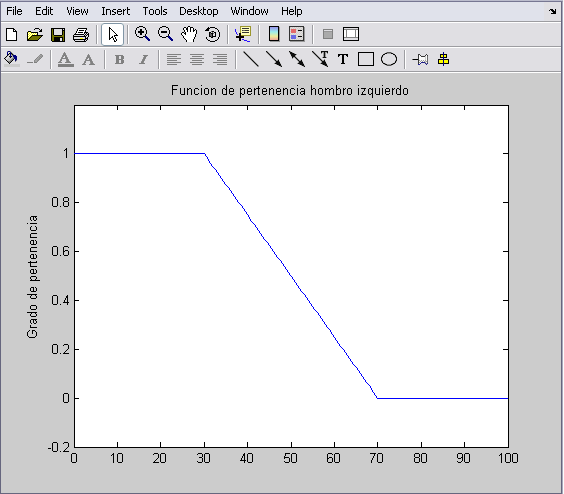 File Edit View Insert Tools Desktop Window Help
A A B I T T
Funcion de pertenencia hombro izquierdo
Grado de pertenencia
1
0.8
0.6
0.4
0.2
0
-0.2
0 10 20 30 40 50 60 70 80 90 100